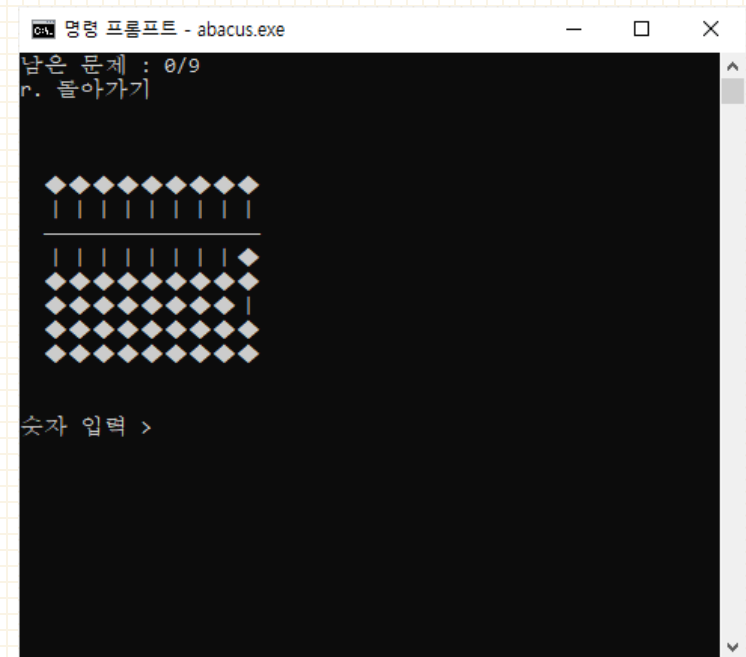 명령 프롬프트 - abacus.exe
남은 문제 : 0/9
r. 돌아가기
숫자 입력 >